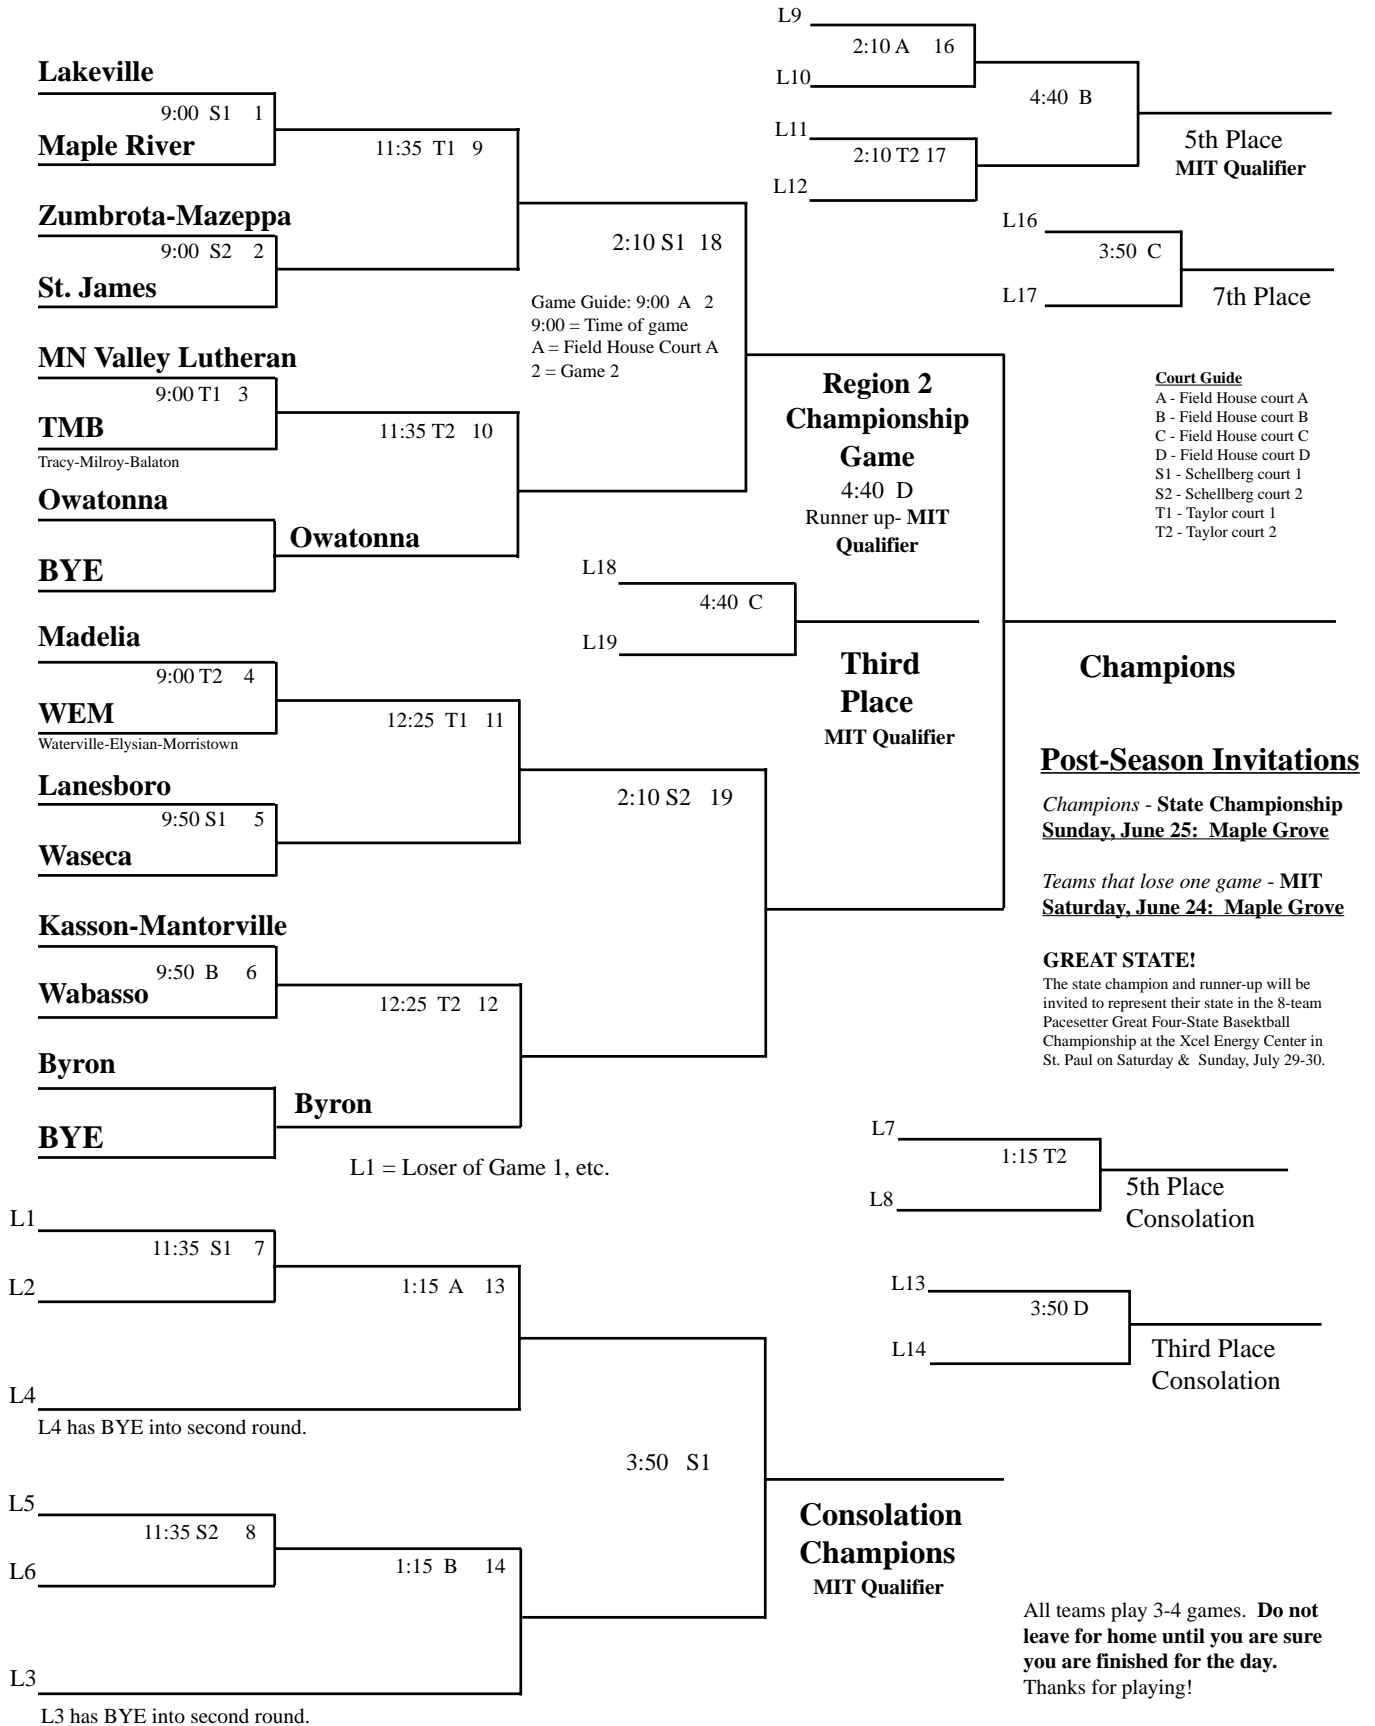 Lakeville
9:00 S1 1
Maple River
11:35 T1 9
Zumbrota-Mazeppa
9:00 S2 2
St. James
2:10 S1 18
Game Guide: 9:00 A 2
9:00 = Time of game
A = Field House Court A
2 = Game 2
MN Valley Lutheran
9:00 T1 3
TMB
Tracy-Milroy-Balaton
11:35 T2 10
Owatonna
Owatonna
BYE
Region 2
Championship
Game
4:40 D
Runner up- MIT
Qualifier
L9
2:10 A 16
L10
4:40 B
L11
2:10 T2 17
L12
5th Place
MIT Qualifier
L16
3:50 C
L17
7th Place
Court Guide
A - Field House court A
B - Field House court B
C - Field House court C
D - Field House court D
S1 - Schellberg court 1
S2 - Schellberg court 2
T1 - Taylor court 1
T2 - Taylor court 2
L18
4:40 C
L19
Third
Place
MIT Qualifier
Champions
Madelia
9:00 T2 4
WEM
Waterville-Elysian-Morristown
12:25 T1 11
Lanesboro
9:50 S1 5
Waseca
2:10 S2 19
Kasson-Mantorville
9:50 B 6
Wabasso
12:25 T2 12
Byron
Byron
BYE
L1 = Loser of Game 1, etc.
Post-Season Invitations
Champions - State Championship
Sunday, June 25: Maple Grove
Teams that lose one game - MIT
Saturday, June 24: Maple Grove
GREAT STATE!
The state champion and runner-up will be
invited to represent their state in the 8-team
Pacesetter Great Four-State Basektball
Championship at the Xcel Energy Center in
St. Paul on Saturday & Sunday, July 29-30.
L7
1:15 T2
L8
5th Place
Consolation
L13
3:50 D
L14
Third Place
Consolation
L1
11:35 S1 7
L2
1:15 A 13
L4
L4 has BYE into second round.
3:50 S1
L5
11:35 S2 8
L6
1:15 B 14
L3
L3 has BYE into second round.
Consolation
Champions
MIT Qualifier
All teams play 3-4 games. Do not
leave for home until you are sure
you are finished for the day.
Thanks for playing!